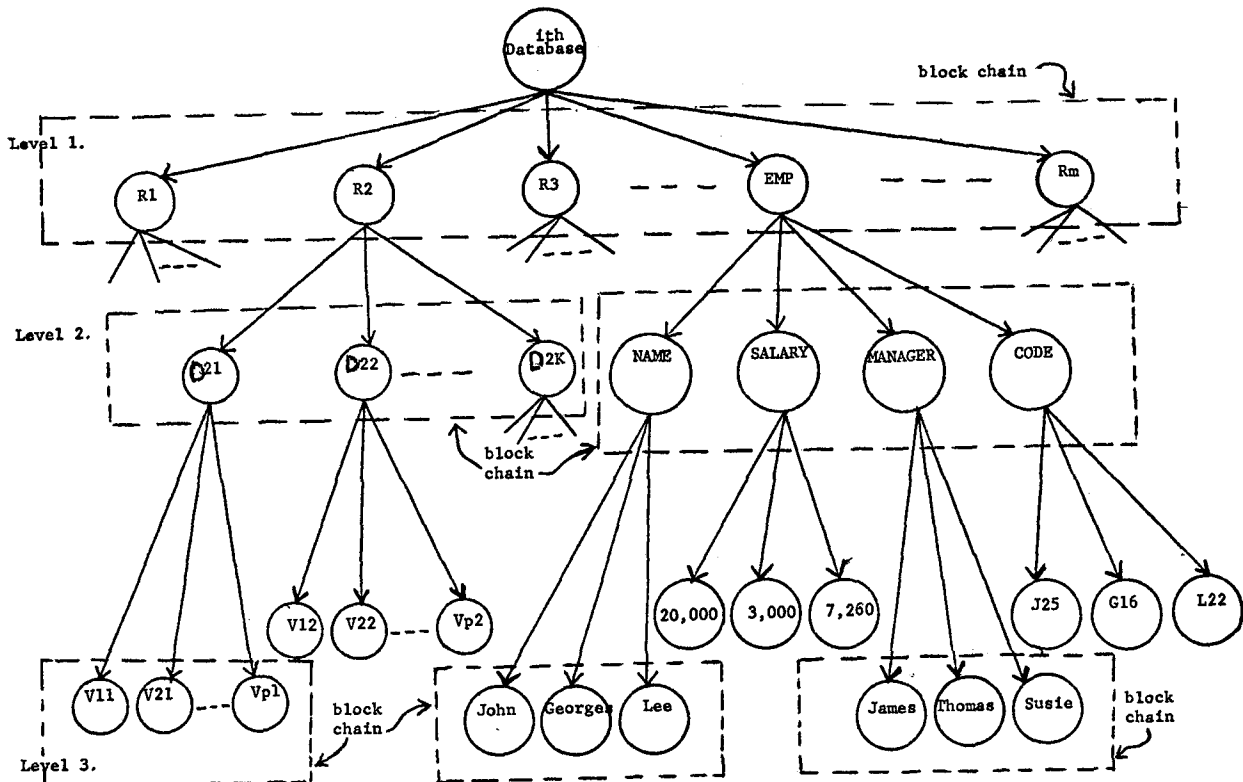 ith
Database
block chain
Level 1.
R1
R2
R3
EMP
Rm
Level 2.
D21
D22
D2K
NAME
SALARY
MANAGER
CODE
block
chain
V12
V22
Vp2
20,000
3,000
7,260
J25
G16
L22
V11
V21
Vp1
block
chain
John
Georges
Lee
James
Thomas
Susie
block
chain
Level 3.